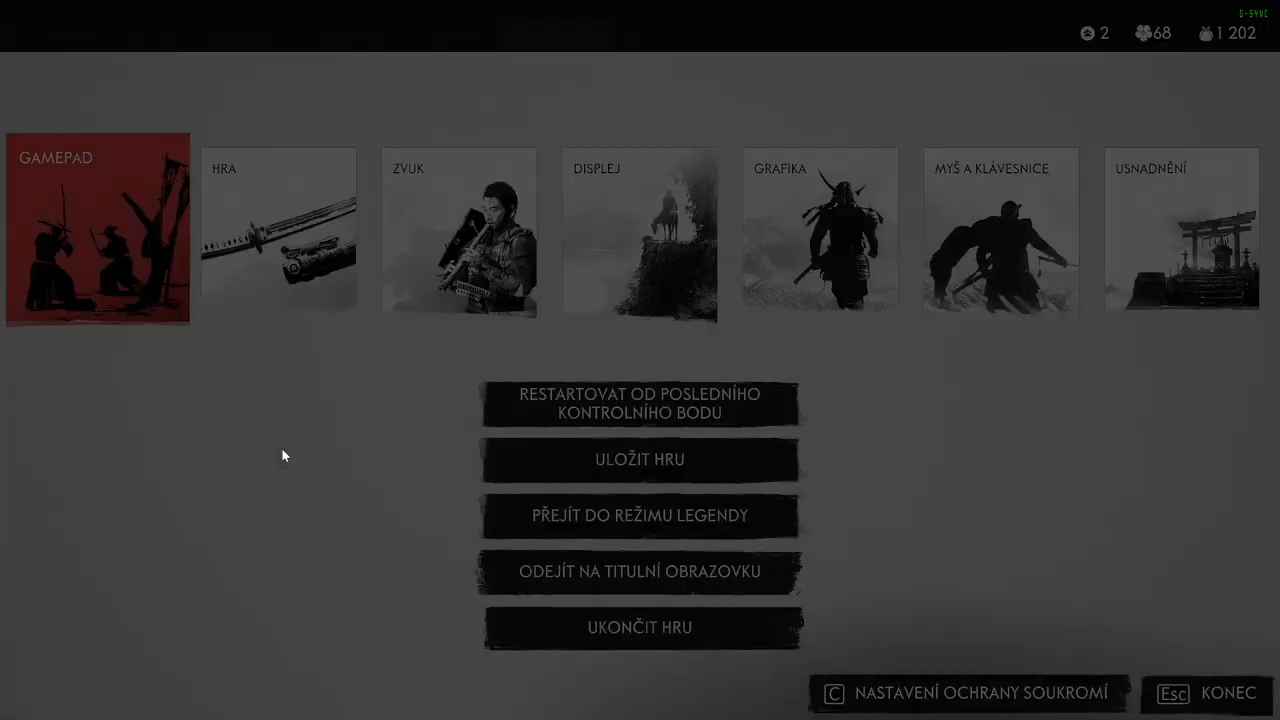 G-SYNC
2 68 1 202
GAMEPAD
HRA
ZVUK
DISPLEJ
GRAFIKA
MYŠ A KLÁVESNICE
USNADNĚNÍ
RESTARTOVAT OD POSLEDNÍHO
KONTROLNÍHO BODU
ULOŽIT HRU
PŘEJÍT DO REŽIMU LEGENDY
ODEJÍT NA TITULNÍ OBRAZOVKU
UKONČIT HRU
C NASTAVENÍ OCHRANY SOUKROMÍ
Esc KONEC